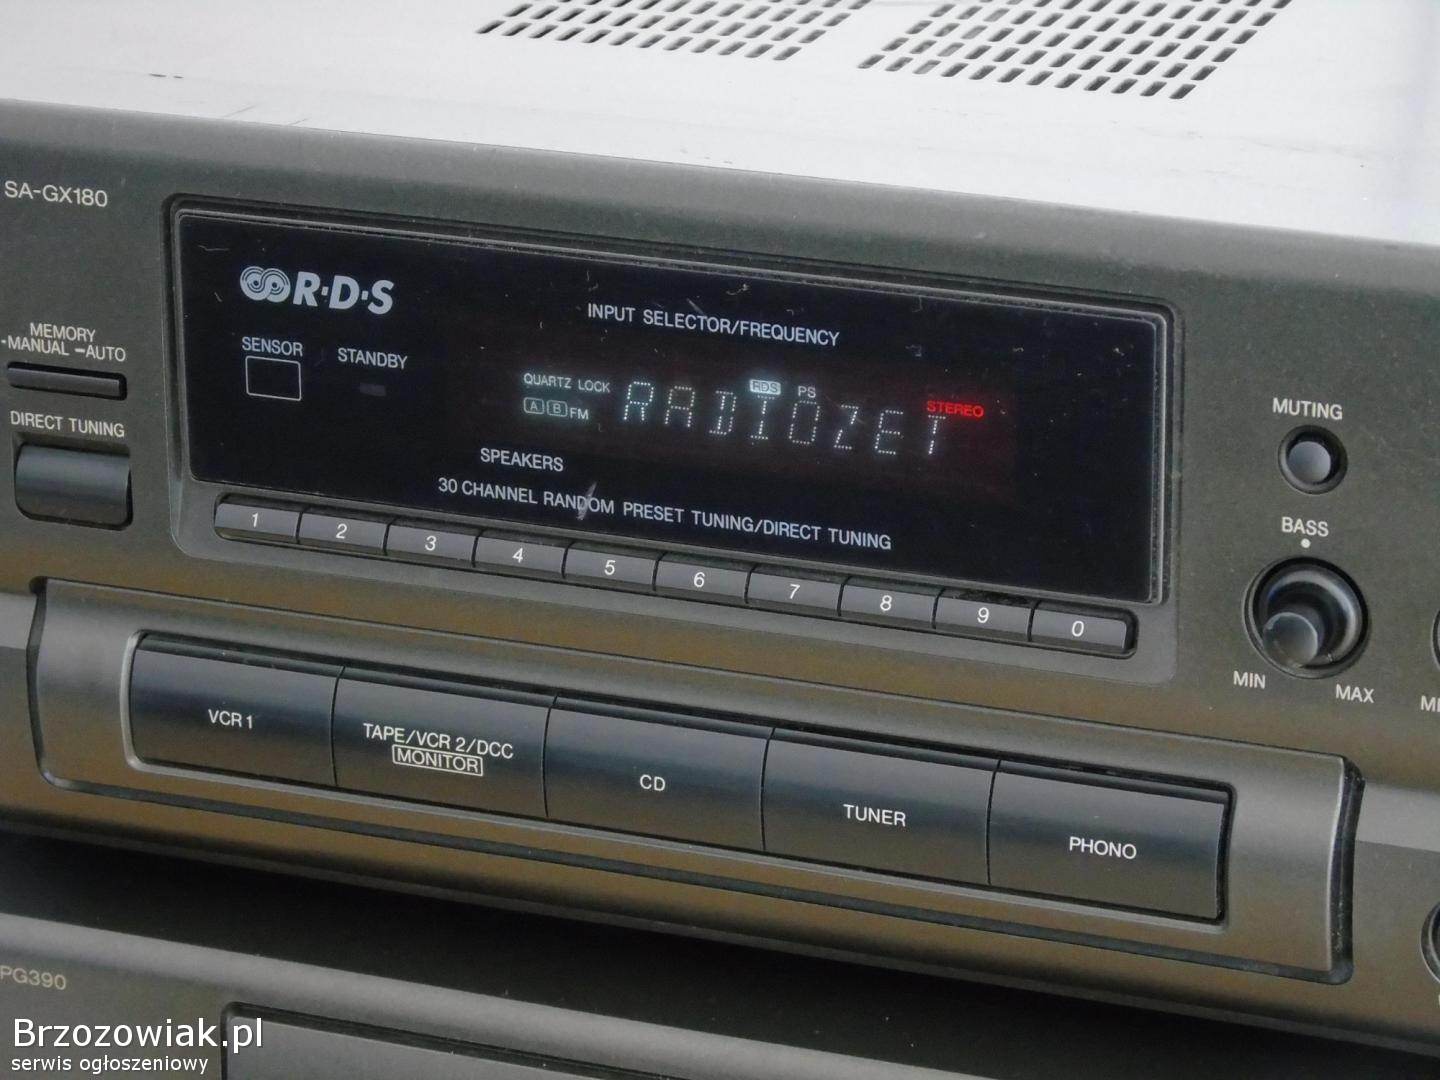 SA-GX180
R·D·S
INPUT SELECTOR/FREQUENCY
MEMORY
-MANUAL -AUTO
SENSOR
STANDBY
QUARTZ LOCK
RDS
PS
STEREO
A B FM
RADIOZET
MUTING
DIRECT TUNING
SPEAKERS
30 CHANNEL RANDOM PRESET TUNING/DIRECT TUNING
1 2 3 4 5 6 7 8 9 0
BASS
MIN
MAX
VCR 1
TAPE/VCR 2/DCC
MONITOR
CD
TUNER
PHONO
PG390
Brzozowiak.pl
serwis ogłoszeniowy